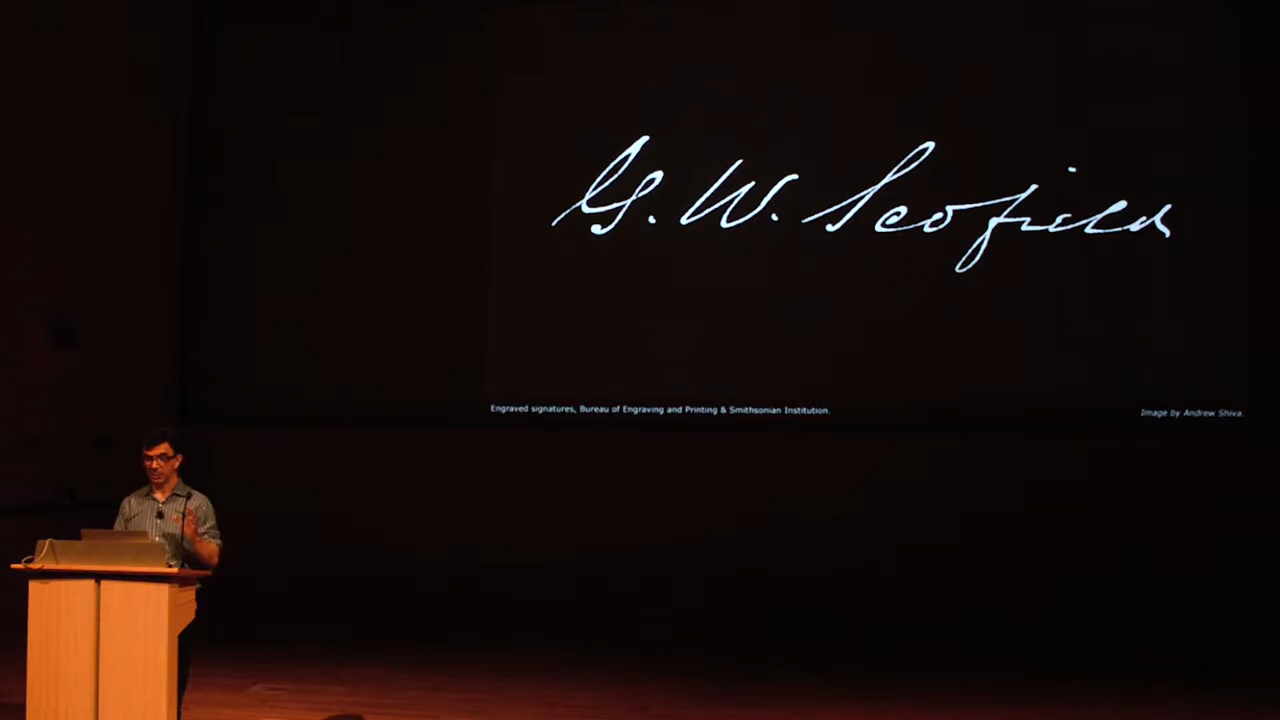 G. W. Scofield
Engraved signatures, Bureau of Engraving and Printing & Smithsonian Institution.
Image by Andrew Shiva.